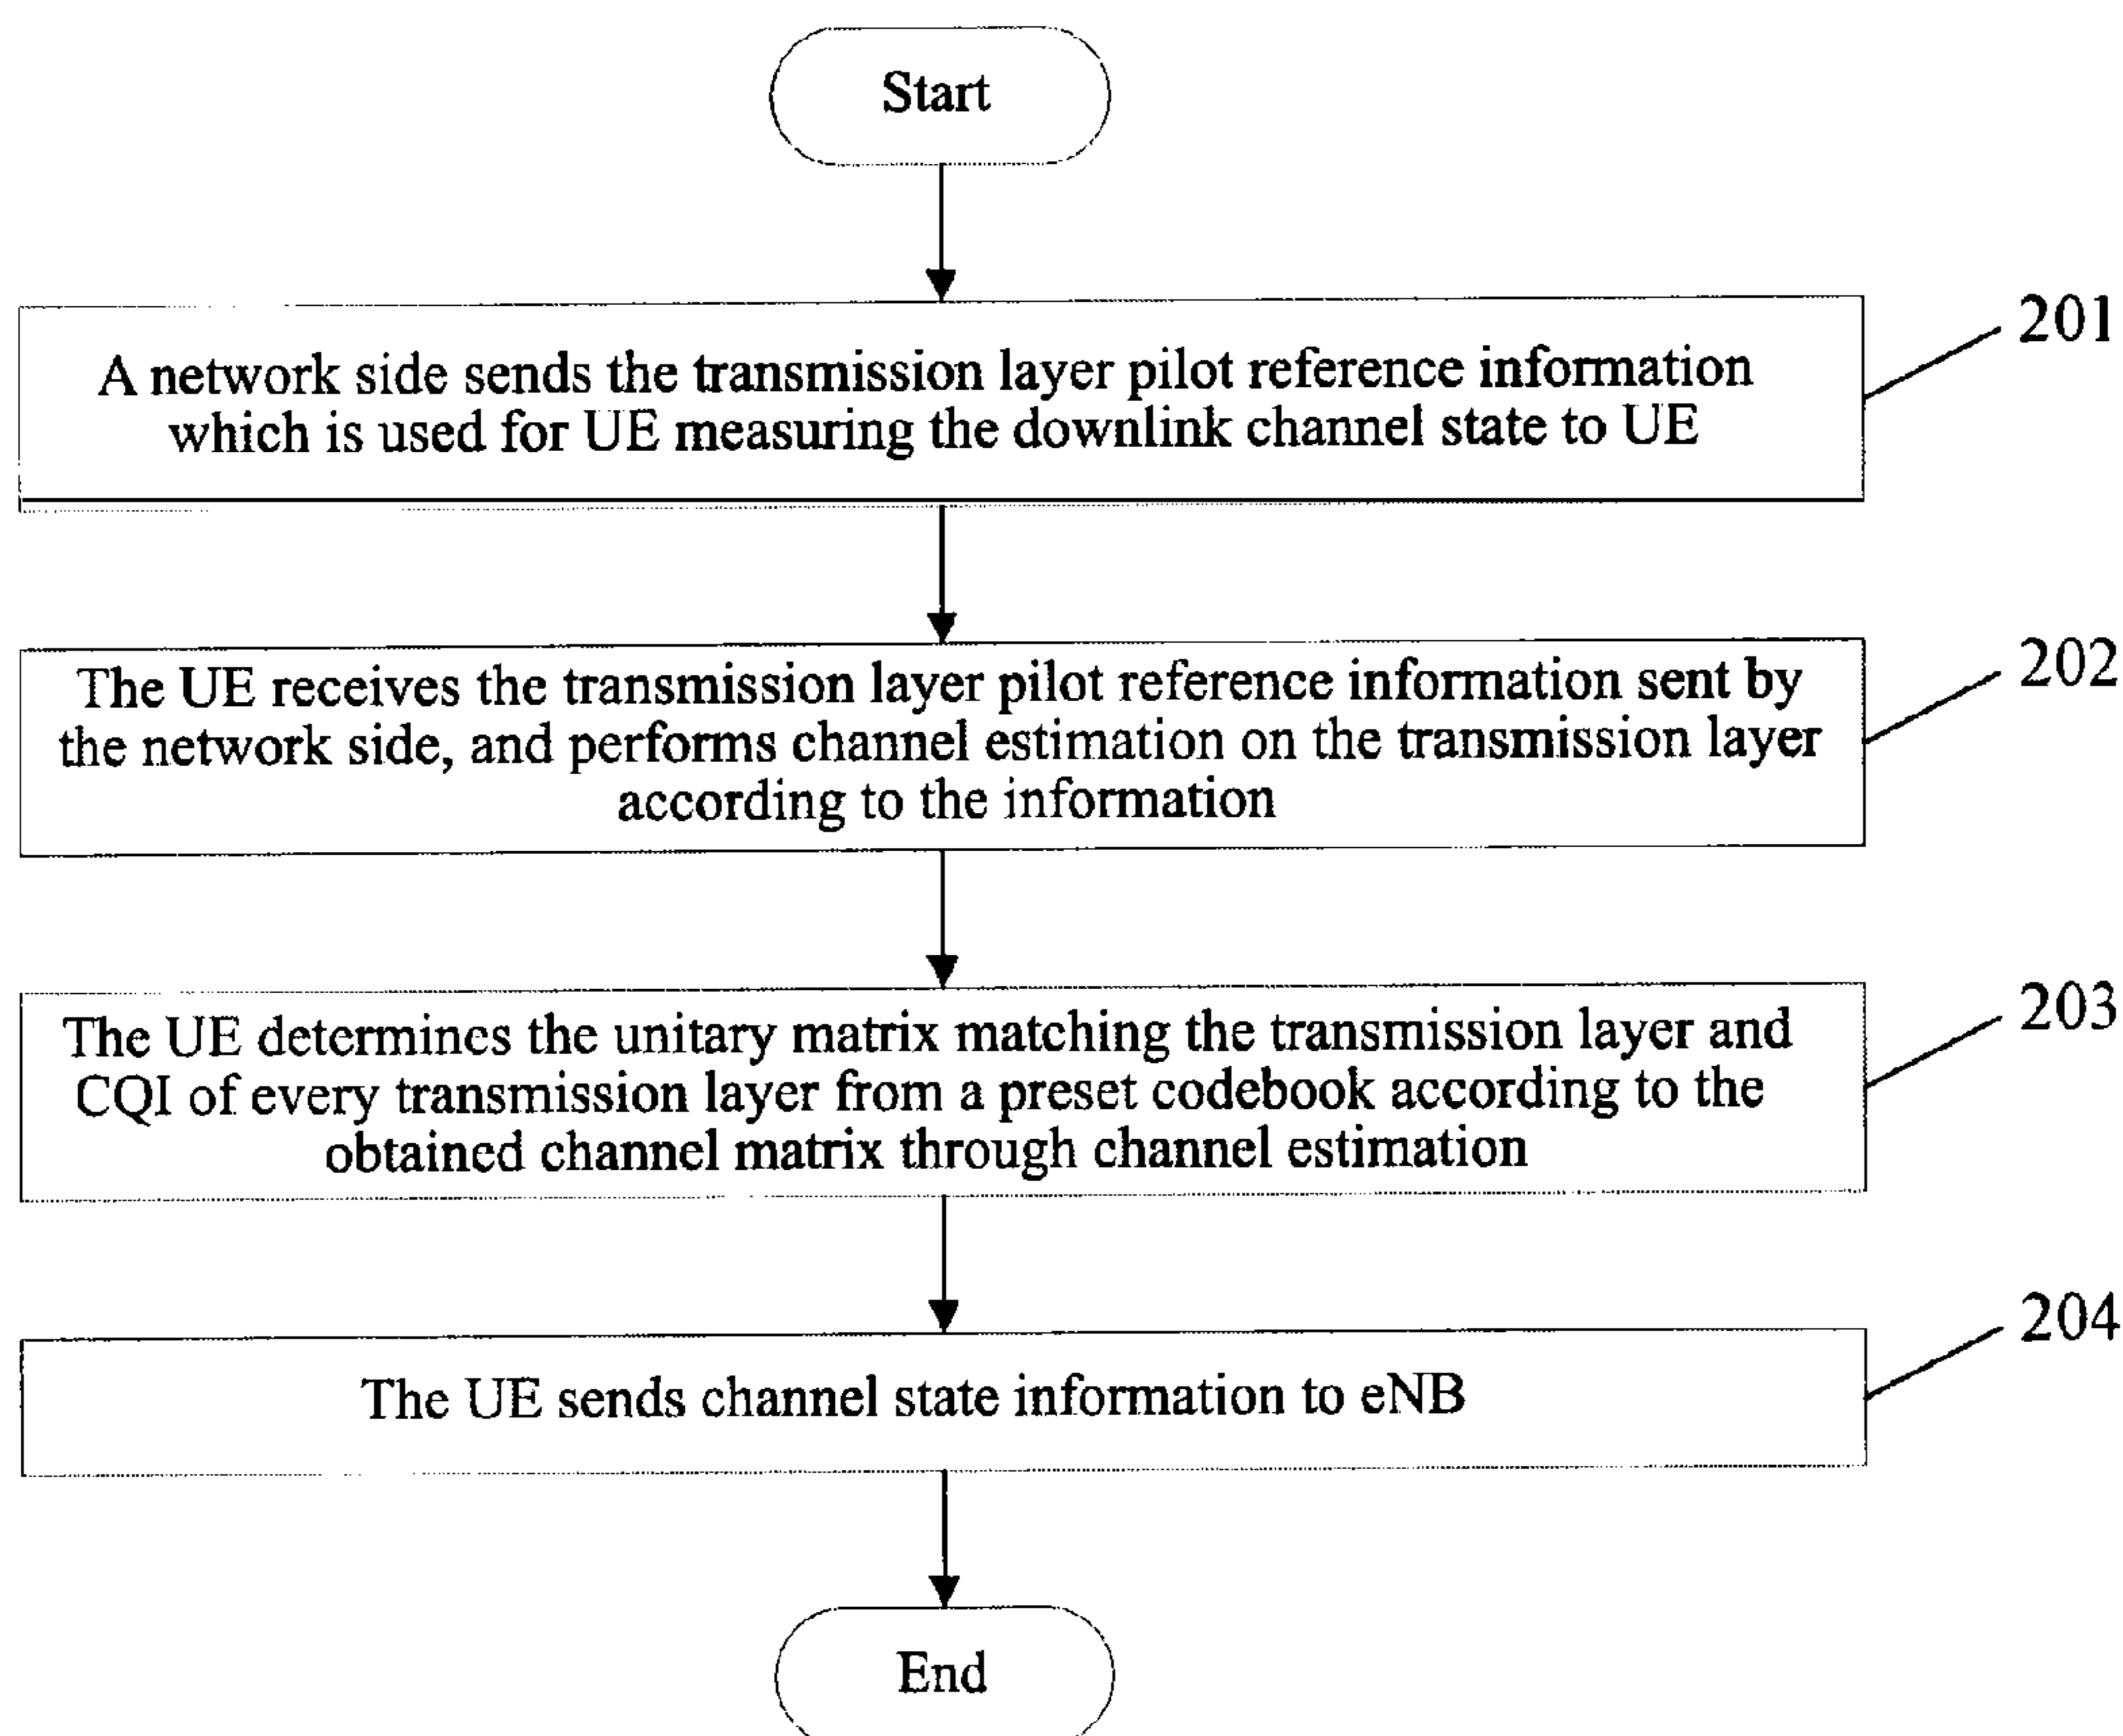 Start
201
A network side sends the transmission layer pilot reference information
which is used for UE measuring the downlink channel state to UE
202
The UE receives the transmission layer pilot reference information sent by
the network side, and performs channel estimation on the transmission layer
according to the information
203
The UE determines the unitary matrix matching the transmission layer and
CQI of every transmission layer from a preset codebook according to the
obtained channel matrix through channel estimation
204
The UE sends channel state information to eNB
End